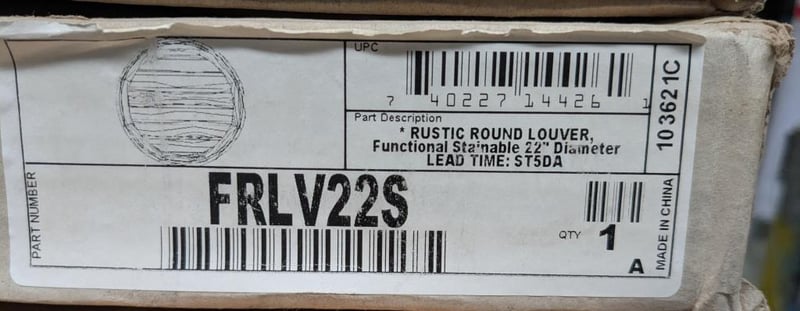 UPC
7 40227 14426 1
Part Description
* RUSTIC ROUND LOUVER,
Functional Stainable 22" Diameter
LEAD TIME: ST5DA
103621C
PART NUMBER
FRLV22S
QTY 1
A
MADE IN CHINA